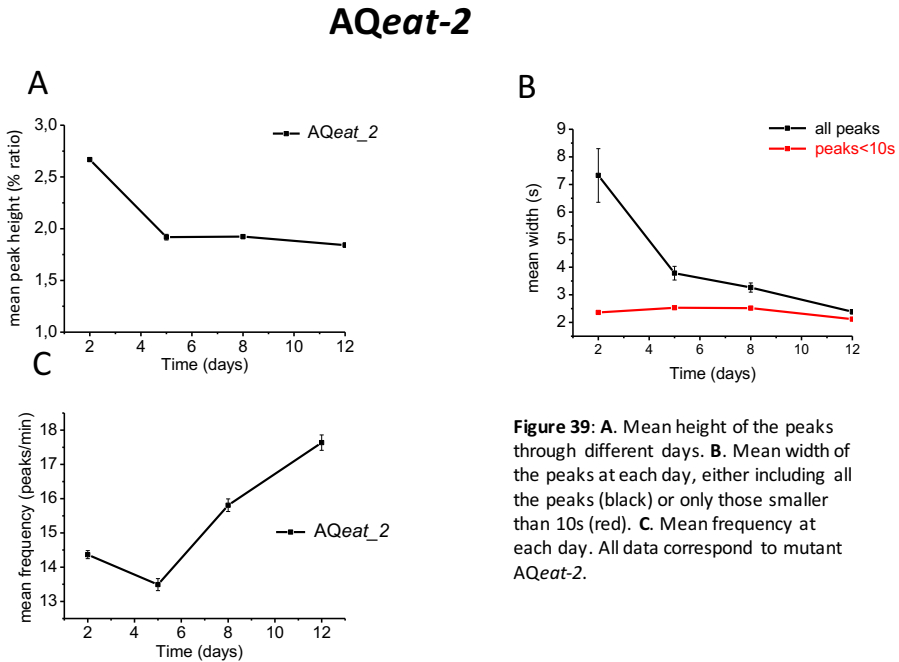 AQeat-2
A
mean peak height (% ratio)
3,0
2,5
2,0
1,5
1,0
AQeat_2
2 4 6 8 10 12
Time (days)
B
mean width (s)
9
8
7
6
5
4
3
2
all peaks
peaks<10s
2 4 6 8 10 12
Time (days)
C
mean frequency (peaks/min)
18
17
16
15
14
13
AQeat_2
2 4 6 8 10 12
Time (days)
Figure 39: A. Mean height of the peaks
through different days. B. Mean width of
the peaks at each day, either including all
the peaks (black) or only those smaller
than 10s (red). C. Mean frequency at
each day. All data correspond to mutant
AQeat-2.